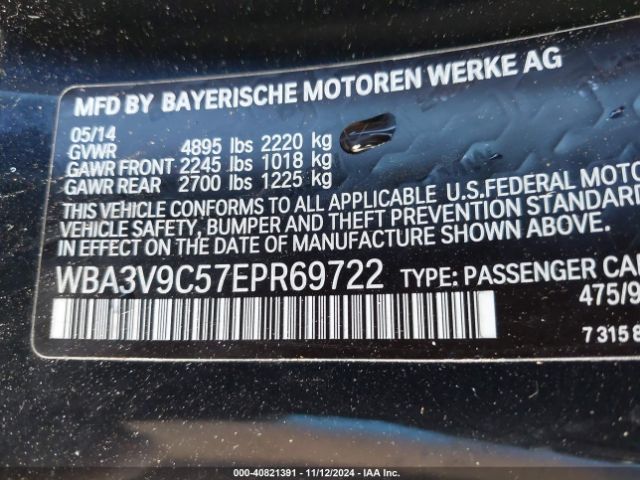 MFD BY BAYERISCHE MOTOREN WERKE AG
05/14
GVWR 4895 lbs 2220 kg
GAWR FRONT 2245 lbs 1018 kg
GAWR REAR 2700 lbs 1225 kg
THIS VEHICLE CONFORMS TO ALL APPLICABLE U.S.FEDERAL MOTO
VEHICLE SAFETY, BUMPER AND THEFT PREVENTION STANDARD
IN EFFECT ON THE DATE OF MANUFACTURE SHOWN ABOVE.
WBA3V9C57EPR69722 TYPE: PASSENGER CA
475/9
7 315 8
000-40821391 - 11/12/2024 - IAA Inc.